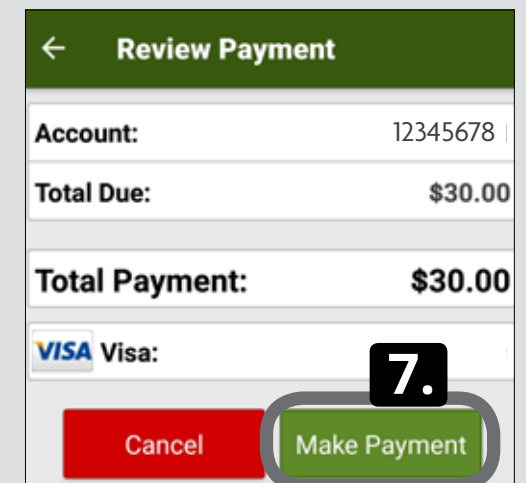 ← Review Payment
Account: 12345678
Total Due: $30.00
Total Payment: $30.00
VISA Visa:
7.
Cancel Make Payment